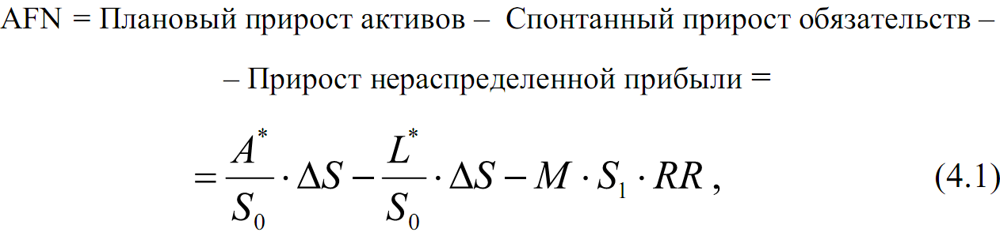 AFN = Плановый прирост активов – Спонтанный прирост обязательств –
– Прирост нераспределенной прибыли =
= A*/S₀ · ΔS – L*/S₀ · ΔS – M · S₁ · RR , (4.1)